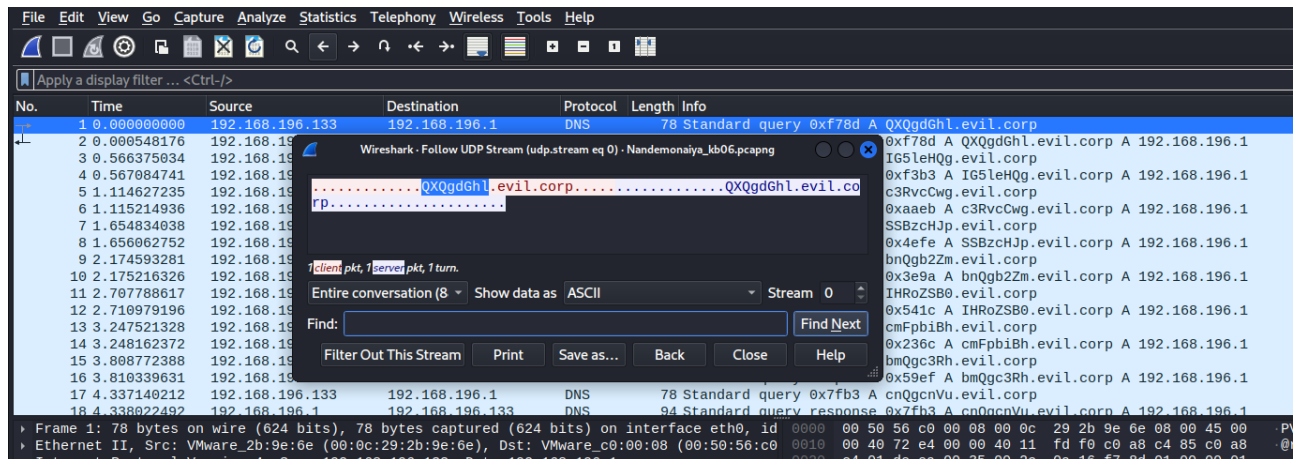 File Edit View Go Capture Analyze Statistics Telephony Wireless Tools Help
Apply a display filter … <Ctrl-/>
No. Time Source Destination Protocol Length Info
1 0.000000000 192.168.196.133 192.168.196.1 DNS 78 Standard query 0xf78d A QXQgdGhl.evil.corp
2 0.000548176 192.168.19 0xf78d A QXQgdGhl.evil.corp A 192.168.196.1
3 0.566375034 192.168.19 IG5leHQg.evil.corp
4 0.567084741 192.168.19 0xf3b3 A IG5leHQg.evil.corp A 192.168.196.1
5 1.114627235 192.168.19 c3RvcCwg.evil.corp
6 1.115214936 192.168.19 0xaaeb A c3RvcCwg.evil.corp A 192.168.196.1
7 1.654834038 192.168.19 SSBzcHJp.evil.corp
8 1.656062752 192.168.19 0x4efe A SSBzcHJp.evil.corp A 192.168.196.1
9 2.174593281 192.168.19 bnQgb2Zm.evil.corp
10 2.175216326 192.168.19 0x3e9a A bnQgb2Zm.evil.corp A 192.168.196.1
11 2.707788617 192.168.19 IHRoZSB0.evil.corp
12 2.710979196 192.168.19 0x541c A IHRoZSB0.evil.corp A 192.168.196.1
13 3.247521328 192.168.19 cmFpbiBh.evil.corp
14 3.248162372 192.168.19 0x236c A cmFpbiBh.evil.corp A 192.168.196.1
15 3.808772388 192.168.19 bmQgc3Rh.evil.corp
16 3.810339631 192.168.19 0x59ef A bmQgc3Rh.evil.corp A 192.168.196.1
17 4.337140212 192.168.196.133 192.168.196.1 DNS 78 Standard query 0x7fb3 A cnQgcnVu.evil.corp
18 4.338022492 192.168.196.1 192.168.196.133 DNS 94 Standard query response 0x7fb3 A cnQgcnVu.evil.corp A 192.168.196.1
Wireshark · Follow UDP Stream (udp.stream eq 0) · Nandemonaiya_kb06.pcapng
.............QXQgdGhl.evil.corp..................QXQgdGhl.evil.co
rp.....................
1 client pkt, 1 server pkt, 1 turn.
Entire conversation (8 Show data as ASCII Stream 0
Find: Find Next
Filter Out This Stream Print Save as… Back Close Help
Frame 1: 78 bytes on wire (624 bits), 78 bytes captured (624 bits) on interface eth0, id
Ethernet II, Src: VMware_2b:9e:6e (00:0c:29:2b:9e:6e), Dst: VMware_c0:00:08 (00:50:56:c0
0000 00 50 56 c0 00 08 00 0c 29 2b 9e 6e 08 00 45 00 ·PV
00 40 72 e4 00 00 40 11 fd f0 c0 a8 c4 85 c0 a8 ·@r